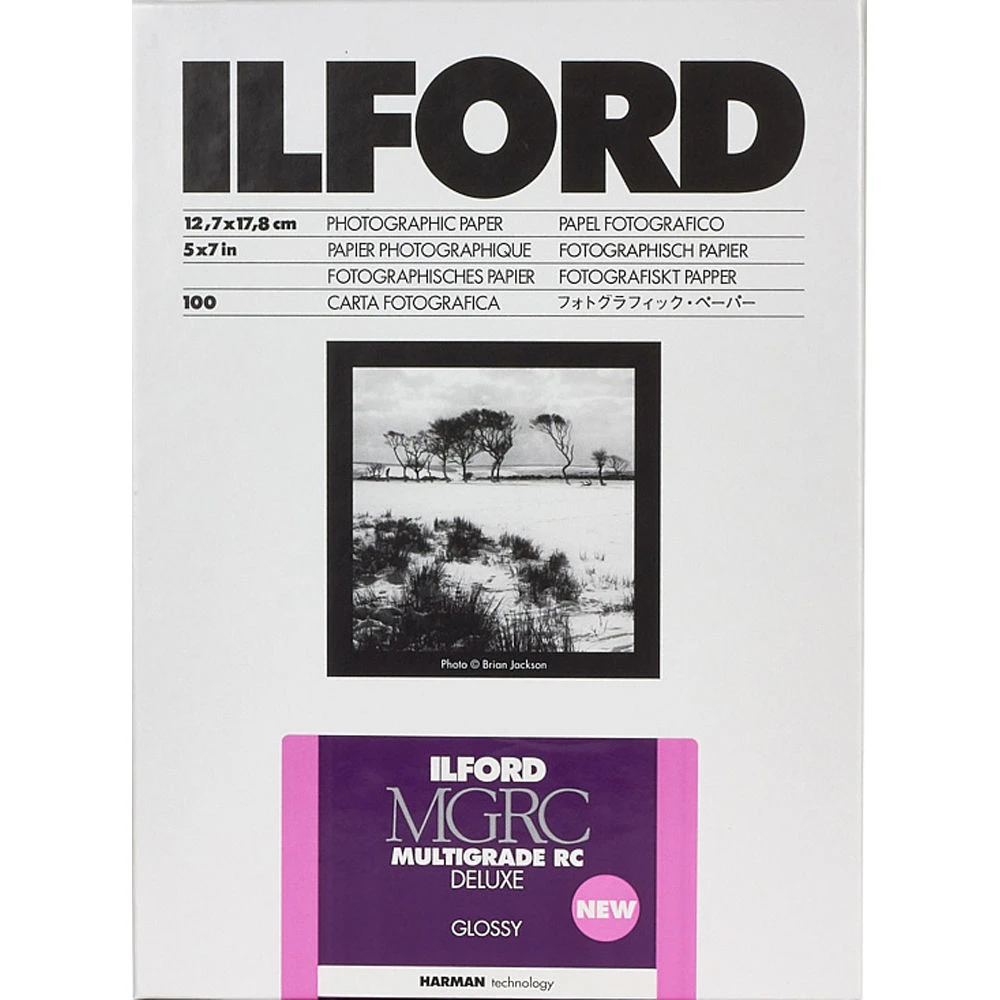 ILFORD
12,7x17,8 cm PHOTOGRAPHIC PAPER PAPEL FOTOGRAFICO
5x7 in PAPIER PHOTOGRAPHIQUE FOTOGRAPHISCH PAPIER
FOTOGRAPHISCHES PAPIER FOTOGRAFISKT PAPPER
100 CARTA FOTOGRAFICA フォトグラフィック・ペーパー
Photo © Brian Jackson
ILFORD
MGRC
MULTIGRADE RC
DELUXE
NEW
GLOSSY
HARMAN technology